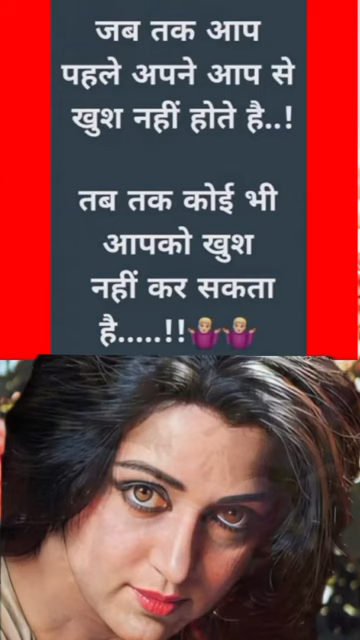 जब तक आप
पहले अपने आप से
खुश नहीं होते है..!
तब तक कोई भी
आपको खुश
नहीं कर सकता
है.....!!🤷🏼‍♀️🤷🏼‍♀️